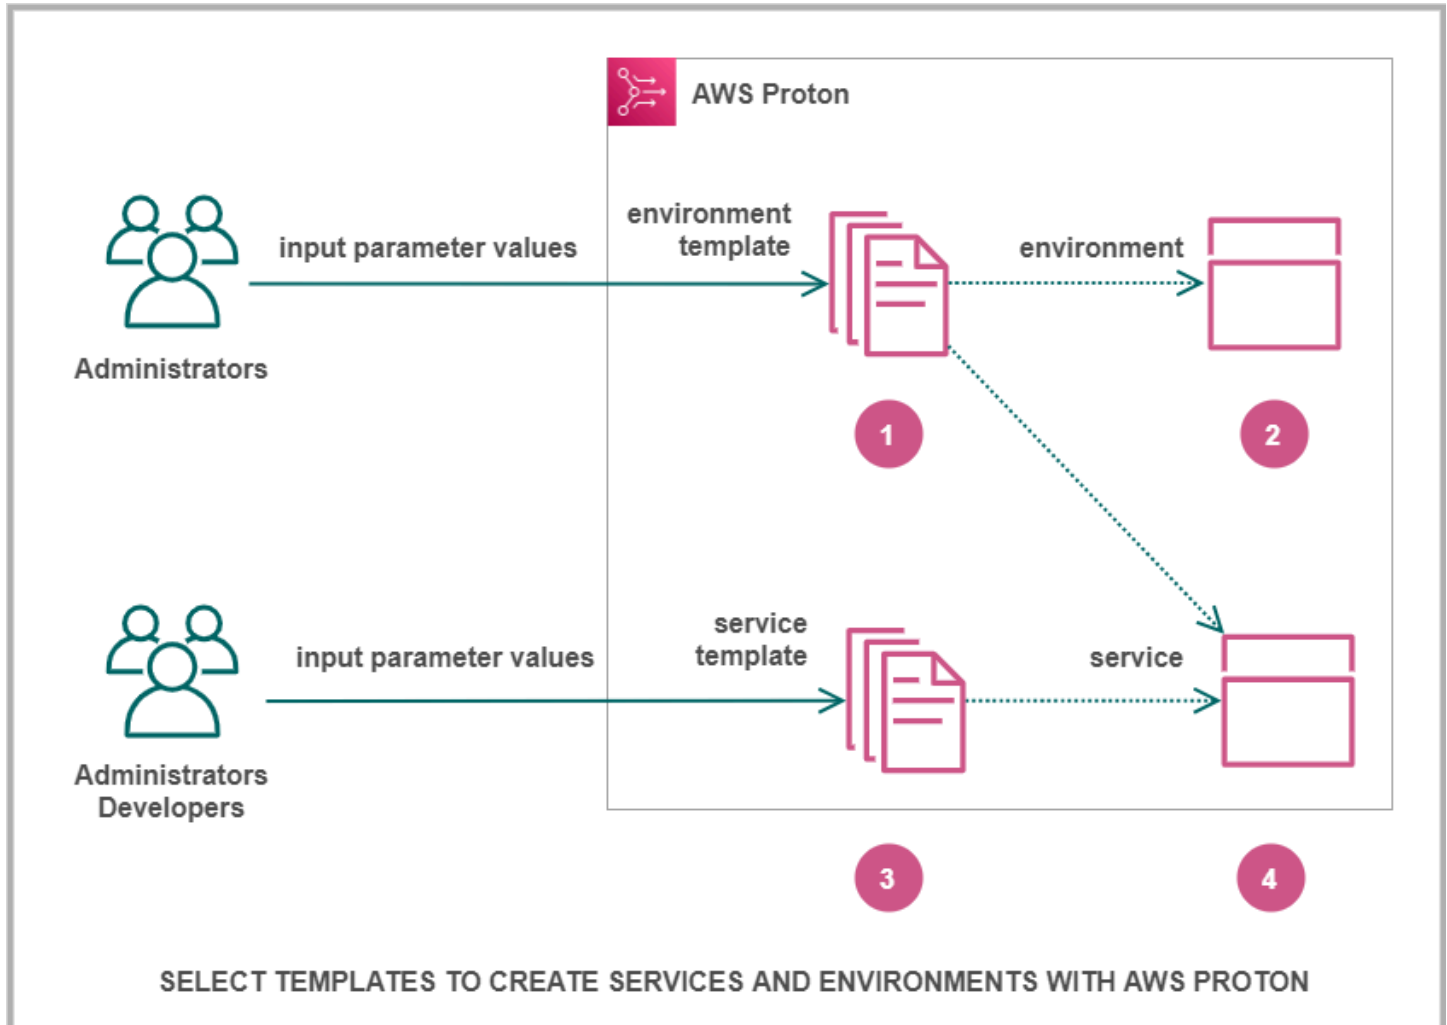 AWS Proton
input parameter values
environment
template
environment
Administrators
1
2
input parameter values
service
template
service
Administrators
Developers
3
4
SELECT TEMPLATES TO CREATE SERVICES AND ENVIRONMENTS WITH AWS PROTON